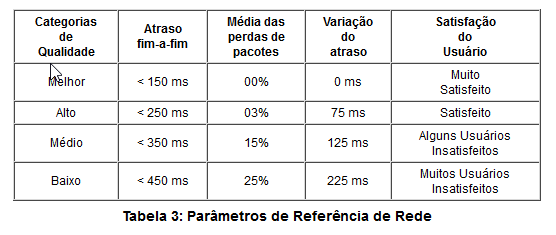 Categorias de Qualidade | Atraso fim-a-fim | Média das perdas de pacotes | Variação do atraso | Satisfação do Usuário
Melhor | < 150 ms | 00% | 0 ms | Muito Satisfeito
Alto | < 250 ms | 03% | 75 ms | Satisfeito
Médio | < 350 ms | 15% | 125 ms | Alguns Usuários Insatisfeitos
Baixo | < 450 ms | 25% | 225 ms | Muitos Usuários Insatisfeitos
Tabela 3: Parâmetros de Referência de Rede